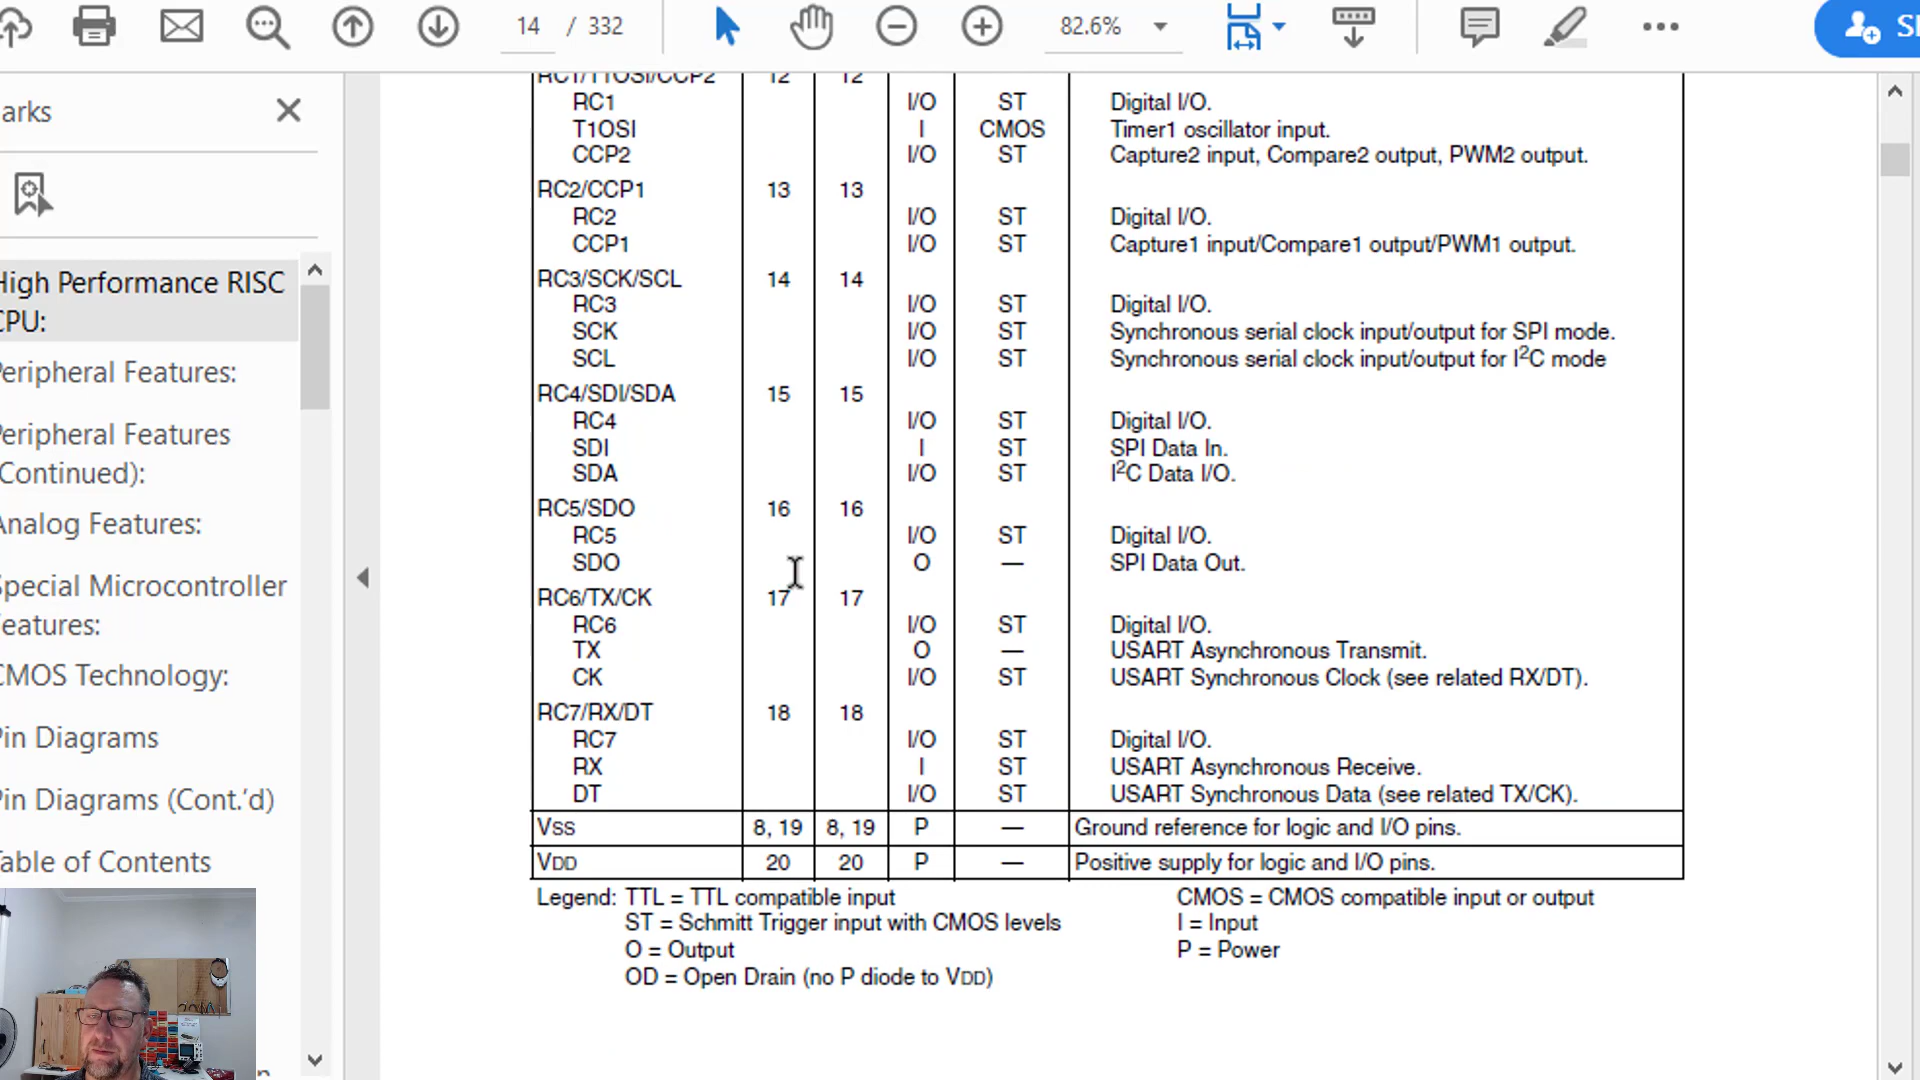 14 / 332
82.6%
arks
High Performance RISC
CPU:
Peripheral Features:
Peripheral Features
(Continued):
Analog Features:
Special Microcontroller
Features:
CMOS Technology:
Pin Diagrams
Pin Diagrams (Cont.'d)
Table of Contents
RC1/T1OSI/CCP2 12 12
RC1 I/O ST Digital I/O.
T1OSI I CMOS Timer1 oscillator input.
CCP2 I/O ST Capture2 input, Compare2 output, PWM2 output.
RC2/CCP1 13 13
RC2 I/O ST Digital I/O.
CCP1 I/O ST Capture1 input/Compare1 output/PWM1 output.
RC3/SCK/SCL 14 14
RC3 I/O ST Digital I/O.
SCK I/O ST Synchronous serial clock input/output for SPI mode.
SCL I/O ST Synchronous serial clock input/output for I2C mode
RC4/SDI/SDA 15 15
RC4 I/O ST Digital I/O.
SDI I ST SPI Data In.
SDA I/O ST I2C Data I/O.
RC5/SDO 16 16
RC5 I/O ST Digital I/O.
SDO O — SPI Data Out.
RC6/TX/CK 17 17
RC6 I/O ST Digital I/O.
TX O — USART Asynchronous Transmit.
CK I/O ST USART Synchronous Clock (see related RX/DT).
RC7/RX/DT 18 18
RC7 I/O ST Digital I/O.
RX I ST USART Asynchronous Receive.
DT I/O ST USART Synchronous Data (see related TX/CK).
VSS 8, 19 8, 19 P — Ground reference for logic and I/O pins.
VDD 20 20 P — Positive supply for logic and I/O pins.
Legend: TTL = TTL compatible input CMOS = CMOS compatible input or output
ST = Schmitt Trigger input with CMOS levels I = Input
O = Output P = Power
OD = Open Drain (no P diode to VDD)